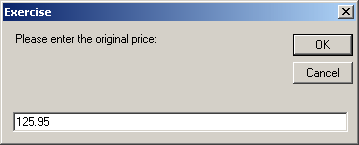 Exercise
Please enter the original price:
OK
Cancel
125.95